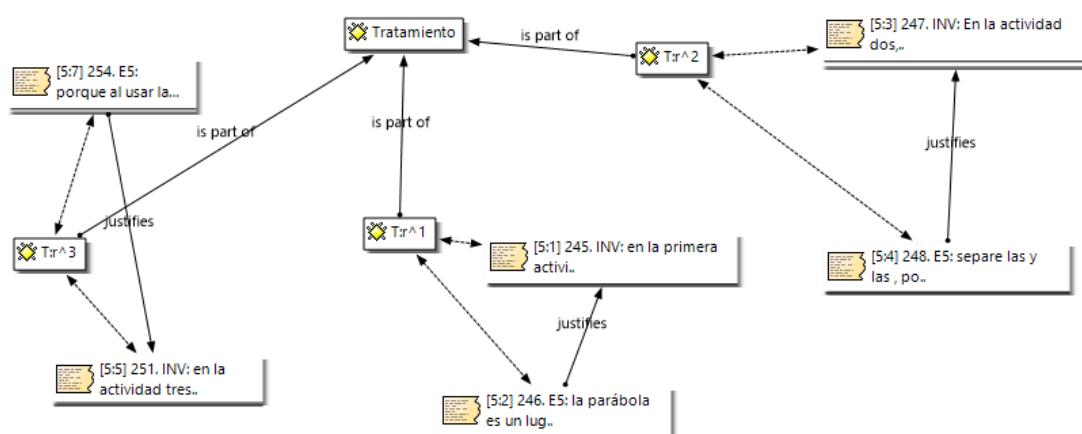 Tratamiento
is part of
T:r^2
[5:3] 247. INV: En la actividad
dos,..
[5:7] 254. E5:
porque al usar la...
is part of
is part of
justifies
justifies
T:r^3
T:r^1
[5:1] 245. INV: en la primera
activi..
[5:4] 248. E5: separe las y
las , po..
justifies
[5:5] 251. INV: en la
actividad tres..
[5:2] 246. E5: la parábola
es un lug..